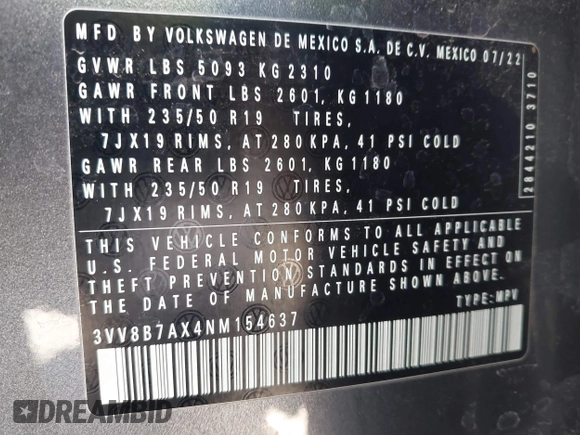 MFD BY VOLKSWAGEN DE MEXICO S.A. DE C.V. MEXICO 07/22
GVWR LBS 5093 KG 2310
GAWR FRONT LBS 2601, KG 1180
WITH 235/50 R19 TIRES,
7JX19 RIMS, AT 280 KPA, 41 PSI COLD
GAWR REAR LBS 2601, KG 1180
WITH 235/50 R19 TIRES,
7JX19 RIMS, AT 280 KPA, 41 PSI COLD
THIS VEHICLE CONFORMS TO ALL APPLICABLE
U.S. FEDERAL MOTOR VEHICLE SAFETY AND
THEFT PREVENTION STANDARDS IN EFFECT ON
THE DATE OF MANUFACTURE SHOWN ABOVE.
3VV8B7AX4NM154637 TYPE:MPV
2844210 3710
DREAMBID